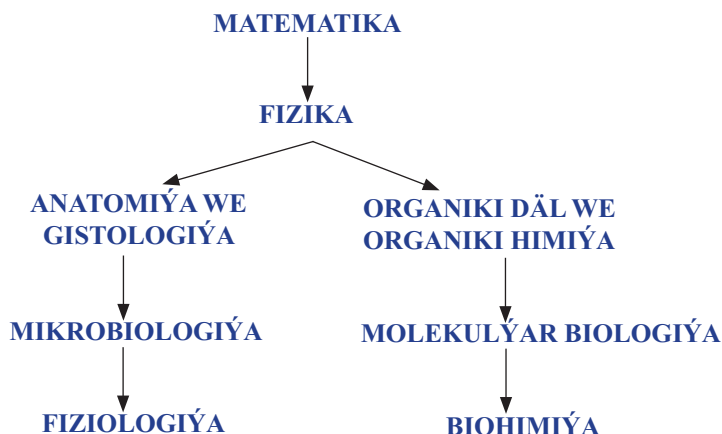 MATEMATIKA
FIZIKA
ANATOMIÝA WE
GISTOLOGIÝA
ORGANIKI DÄL WE
ORGANIKI HIMIÝA
MIKROBIOLOGIÝA
MOLEKULÝAR BIOLOGIÝA
FIZIOLOGIÝA
BIOHIMIÝA